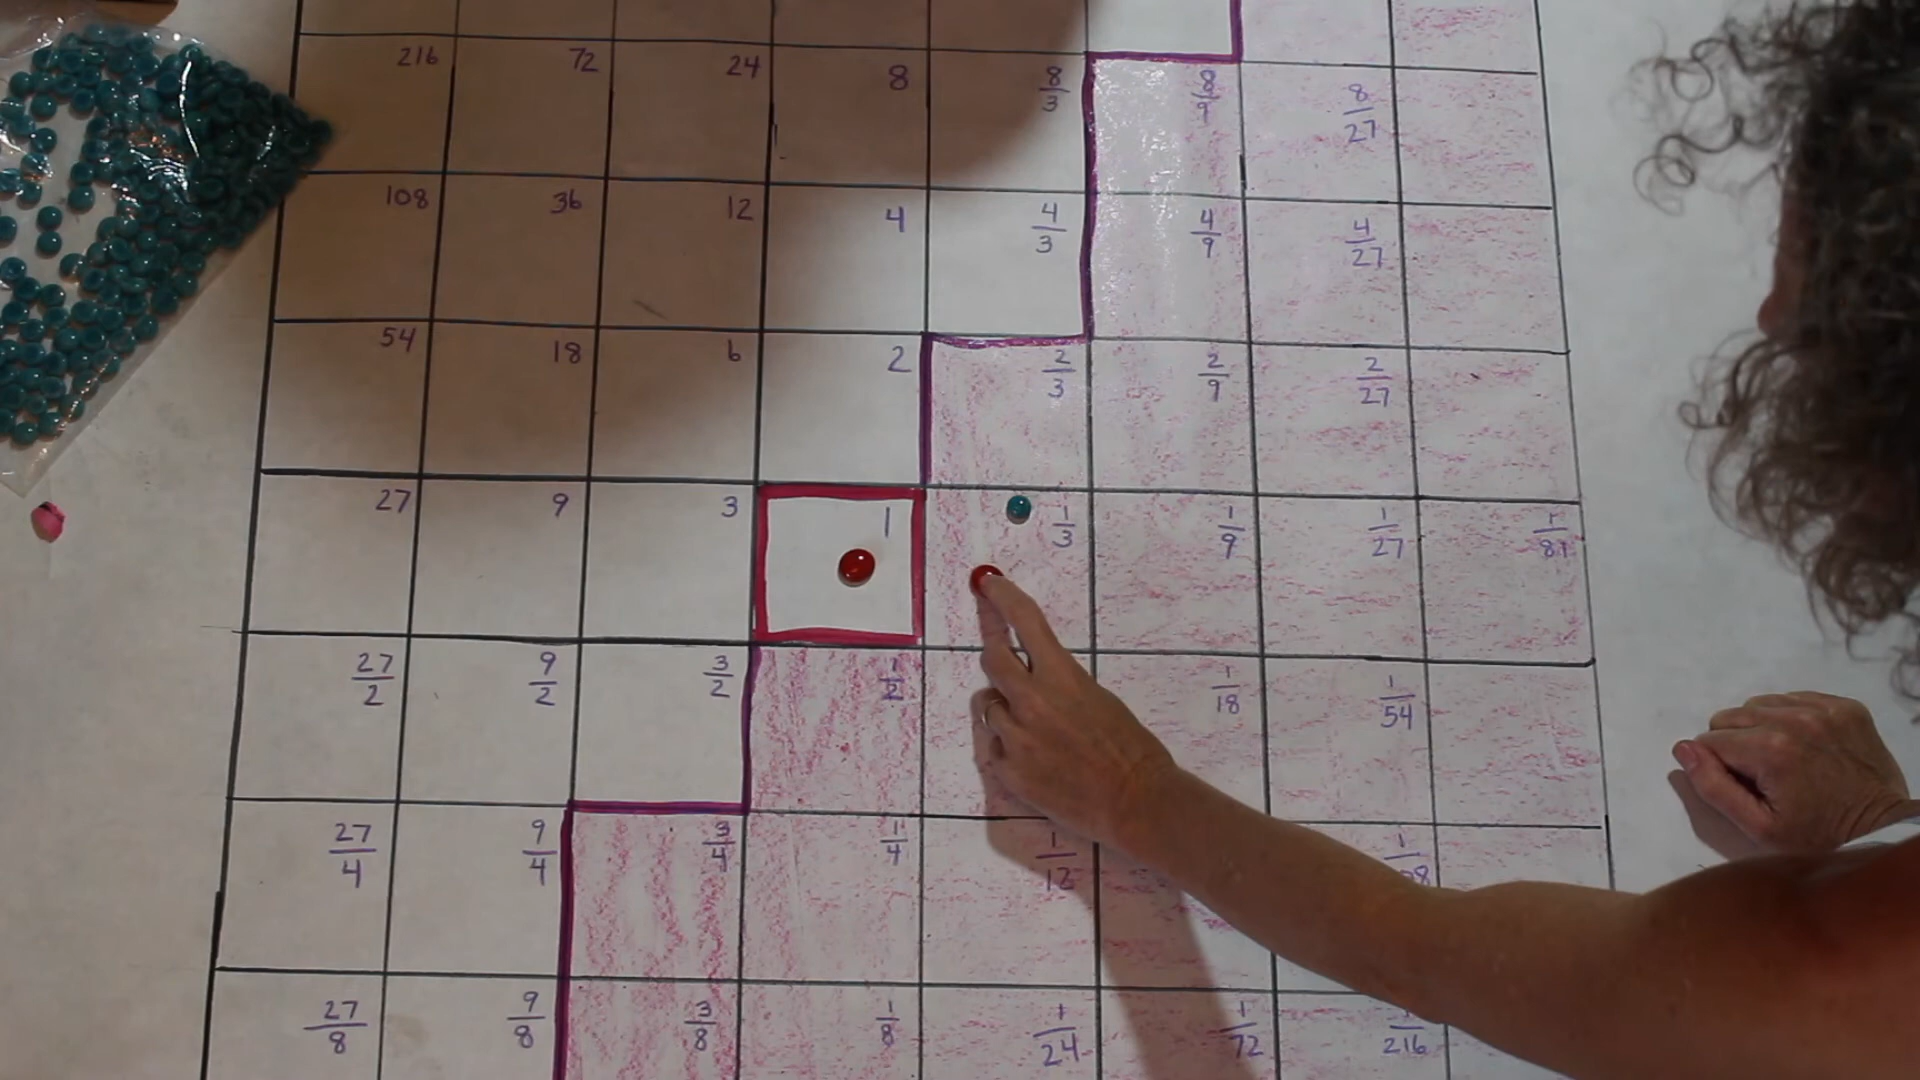 216 72 24 8 8/3 8/9 8/27
108 36 12 4 4/3 4/9 4/27
54 18 6 2 2/3 2/9 2/27
27 9 3 1 1/3 1/9 1/27 1/81
27/2 9/2 3/2 1/2 1/18 1/54
27/4 9/4 3/4 1/4 1/12
27/8 9/8 3/8 1/8 1/24 1/72 1/216